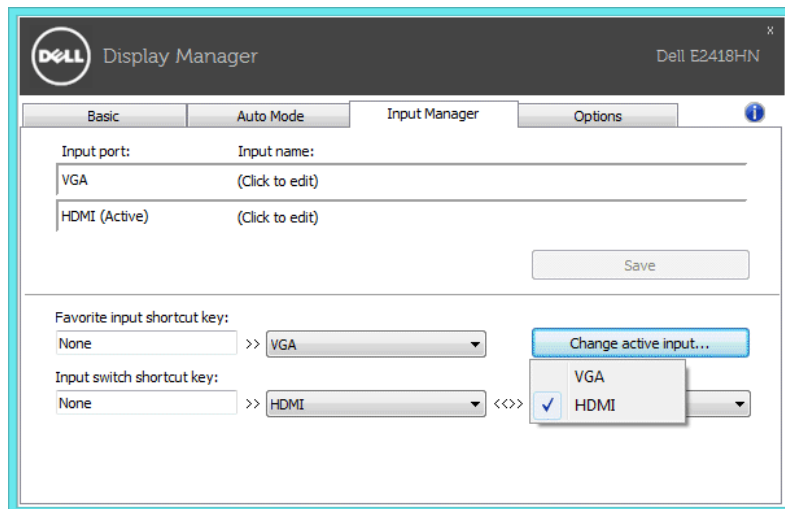 DELL Display Manager x
Dell E2418HN
Basic Auto Mode Input Manager Options i
Input port: Input name:
VGA (Click to edit)
HDMI (Active) (Click to edit)
Save
Favorite input shortcut key:
None >> VGA Change active input...
Input switch shortcut key:
None >> HDMI <<>>
VGA
✓ HDMI